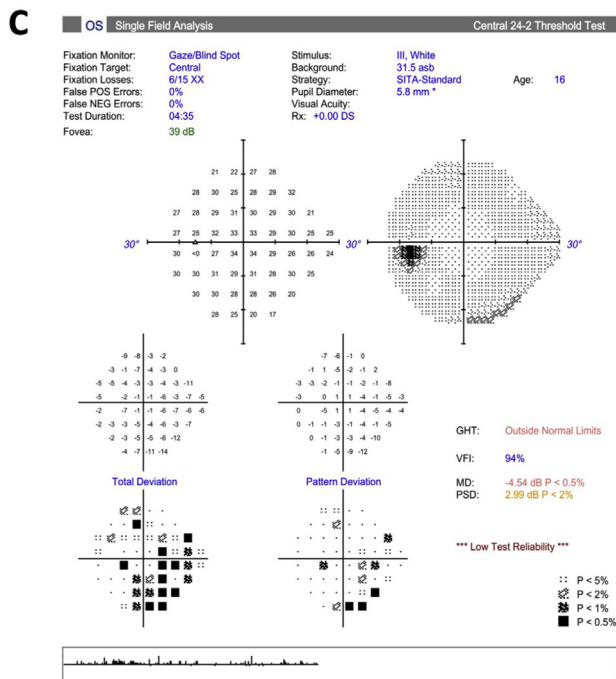 C
OS Single Field Analysis Central 24-2 Threshold Test
Fixation Monitor: Gaze/Blind Spot Stimulus: III, White
Fixation Target: Central Background: 31.5 asb
Fixation Losses: 6/15 XX Strategy: SITA-Standard Age: 16
False POS Errors: 0% Pupil Diameter: 5.8 mm *
False NEG Errors: 0% Visual Acuity:
Test Duration: 04:35 Rx: +0.00 DS
Fovea: 39 dB
21 22 27 28
28 30 25 28 29 32
27 28 29 31 30 29 30 21
27 25 32 33 33 29 30 25 25
30° 30° 30°
30 <0 27 34 34 29 26 26 24
30 30 31 29 31 28 30 25
30 30 28 28 26 20
28 25 20 17
-9 -8 -3 -2 -7 -6 -1 0
-3 -1 -7 -4 -3 0 -1 1 -5 -2 -1 2
-5 -5 -4 -3 -3 -4 -3 -11 -3 -3 -2 -1 -1 -2 -1 -8
-5 -2 -1 -1 -6 -3 -7 -5 -3 0 1 1 -4 -1 -5 -3
-2 -7 -1 -1 -6 -7 -6 -6 0 -5 1 1 -4 -5 -4 -4
-2 -3 -3 -5 -4 -6 -3 -7 0 -1 -1 -3 -1 -4 -1 -5
-2 -3 -5 -5 -6 -12 0 -1 -3 -3 -4 -10
-4 -7 -11 -14 -1 -5 -9 -12
GHT: Outside Normal Limits
VFI: 94%
MD: -4.54 dB P < 0.5%
PSD: 2.99 dB P < 2%
Total Deviation Pattern Deviation
*** Low Test Reliability ***
P < 5%
P < 2%
P < 1%
P < 0.5%